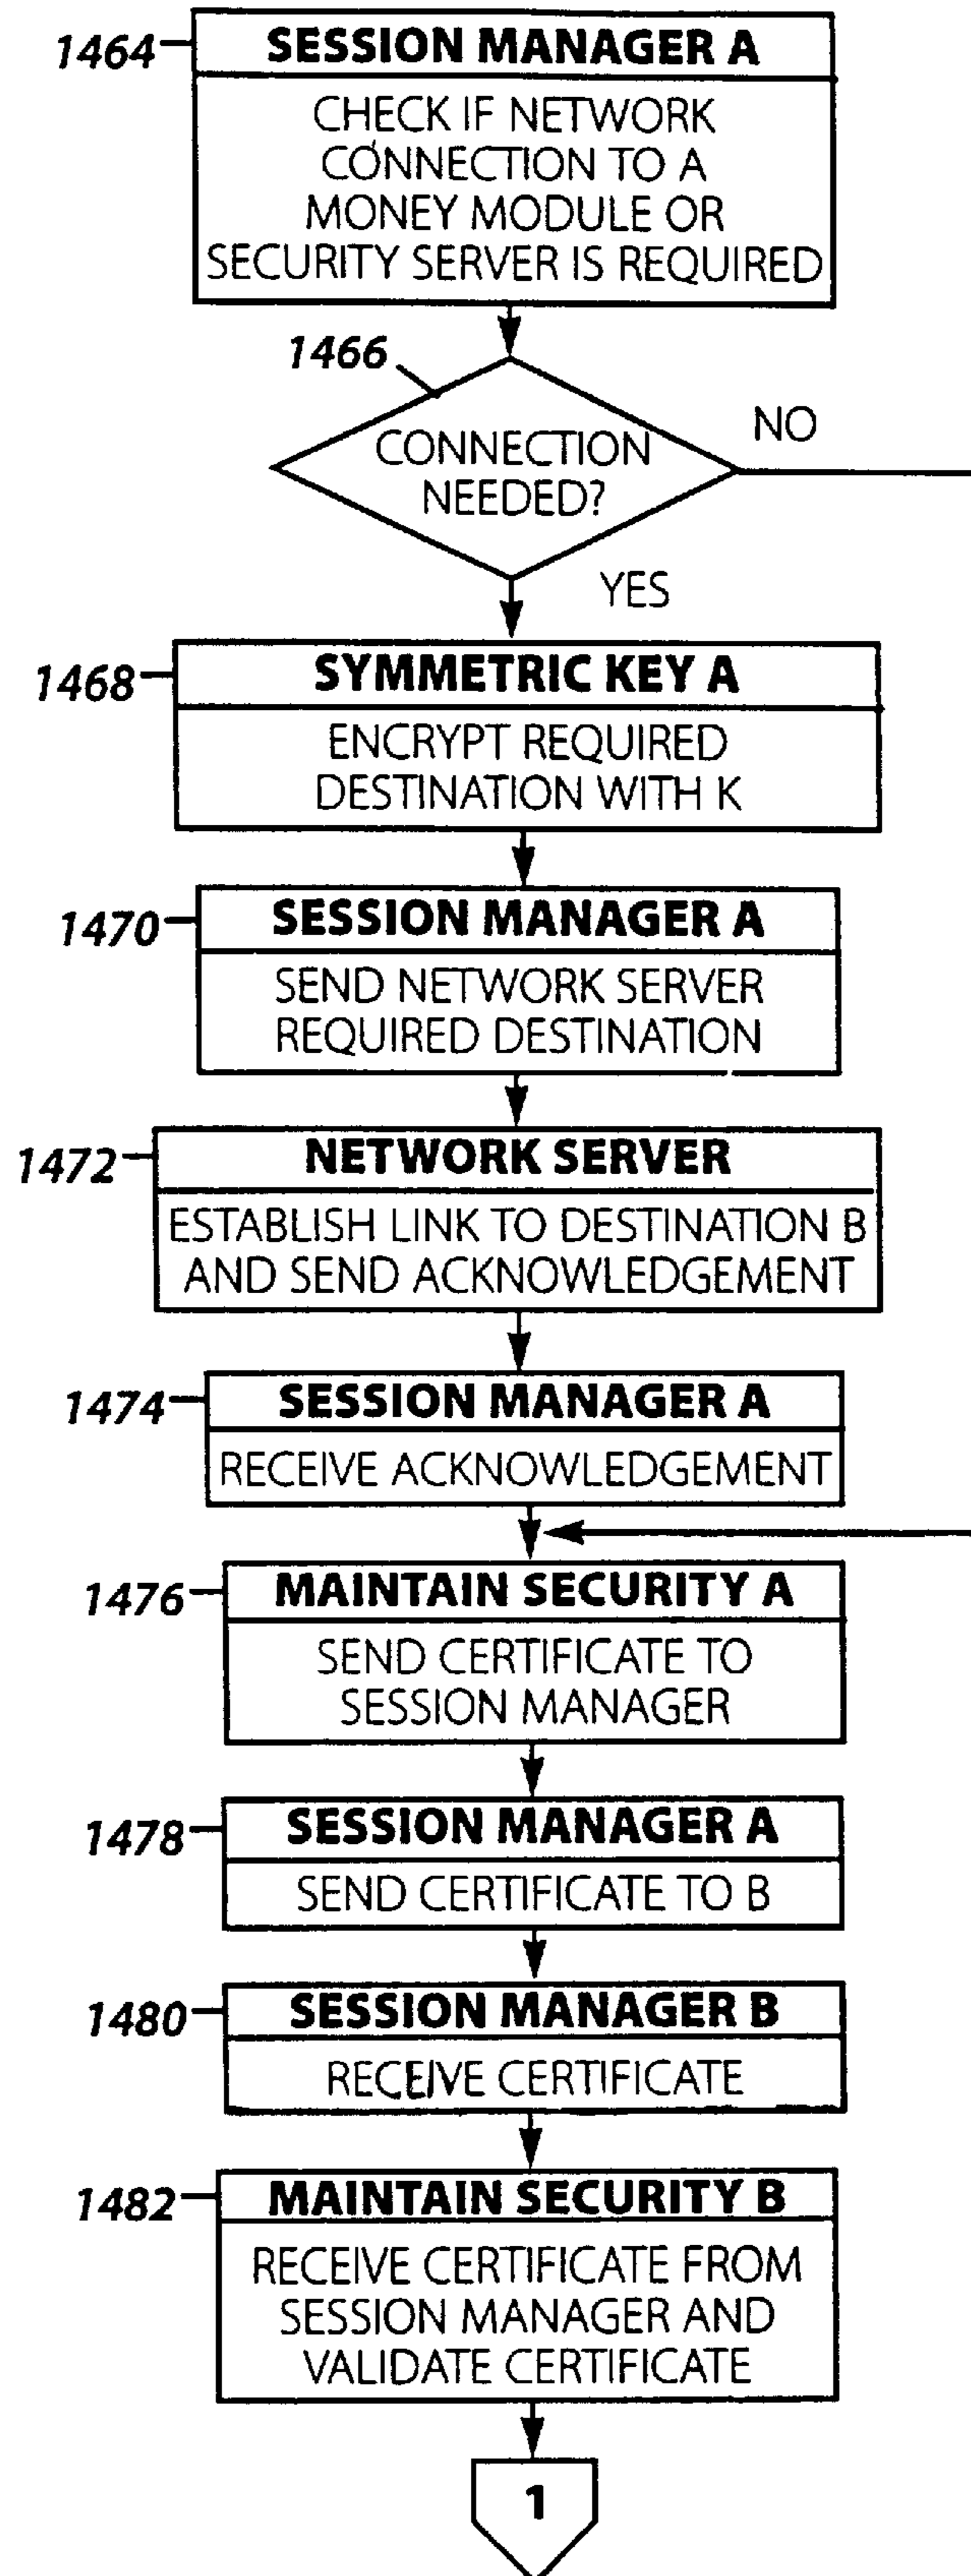 1464
SESSION MANAGER A
CHECK IF NETWORK
CONNECTION TO A
MONEY MODULE OR
SECURITY SERVER IS REQUIRED
1466
CONNECTION
NEEDED?
NO
YES
1468
SYMMETRIC KEY A
ENCRYPT REQUIRED
DESTINATION WITH K
1470
SESSION MANAGER A
SEND NETWORK SERVER
REQUIRED DESTINATION
1472
NETWORK SERVER
ESTABLISH LINK TO DESTINATION B
AND SEND ACKNOWLEDGEMENT
1474
SESSION MANAGER A
RECEIVE ACKNOWLEDGEMENT
1476
MAINTAIN SECURITY A
SEND CERTIFICATE TO
SESSION MANAGER
1478
SESSION MANAGER A
SEND CERTIFICATE TO B
1480
SESSION MANAGER B
RECEIVE CERTIFICATE
1482
MAINTAIN SECURITY B
RECEIVE CERTIFICATE FROM
SESSION MANAGER AND
VALIDATE CERTIFICATE
1